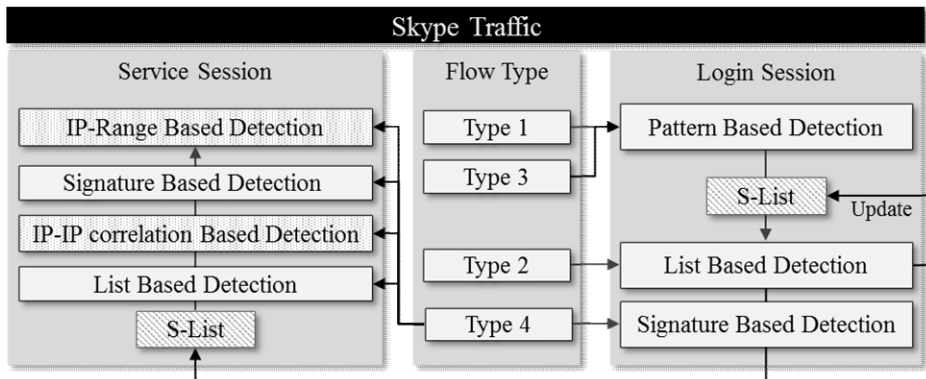 Skype Traffic
Service Session
IP-Range Based Detection
Signature Based Detection
IP-IP correlation Based Detection
List Based Detection
S-List
Flow Type
Type 1
Type 3
Type 2
Type 4
Login Session
Pattern Based Detection
S-List
Update
List Based Detection
Signature Based Detection